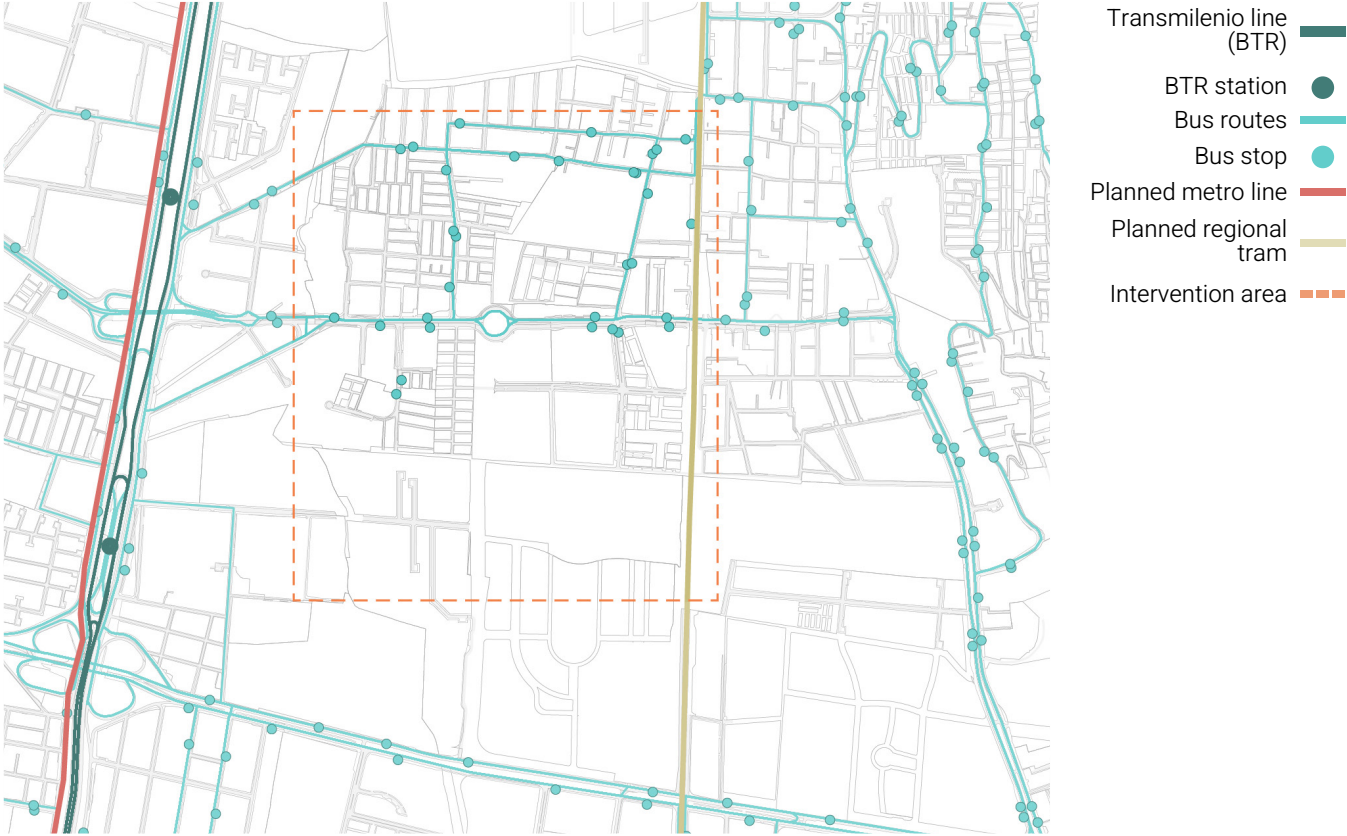 Transmilenio line
(BTR)
BTR station
Bus routes
Bus stop
Planned metro line
Planned regional
tram
Intervention area